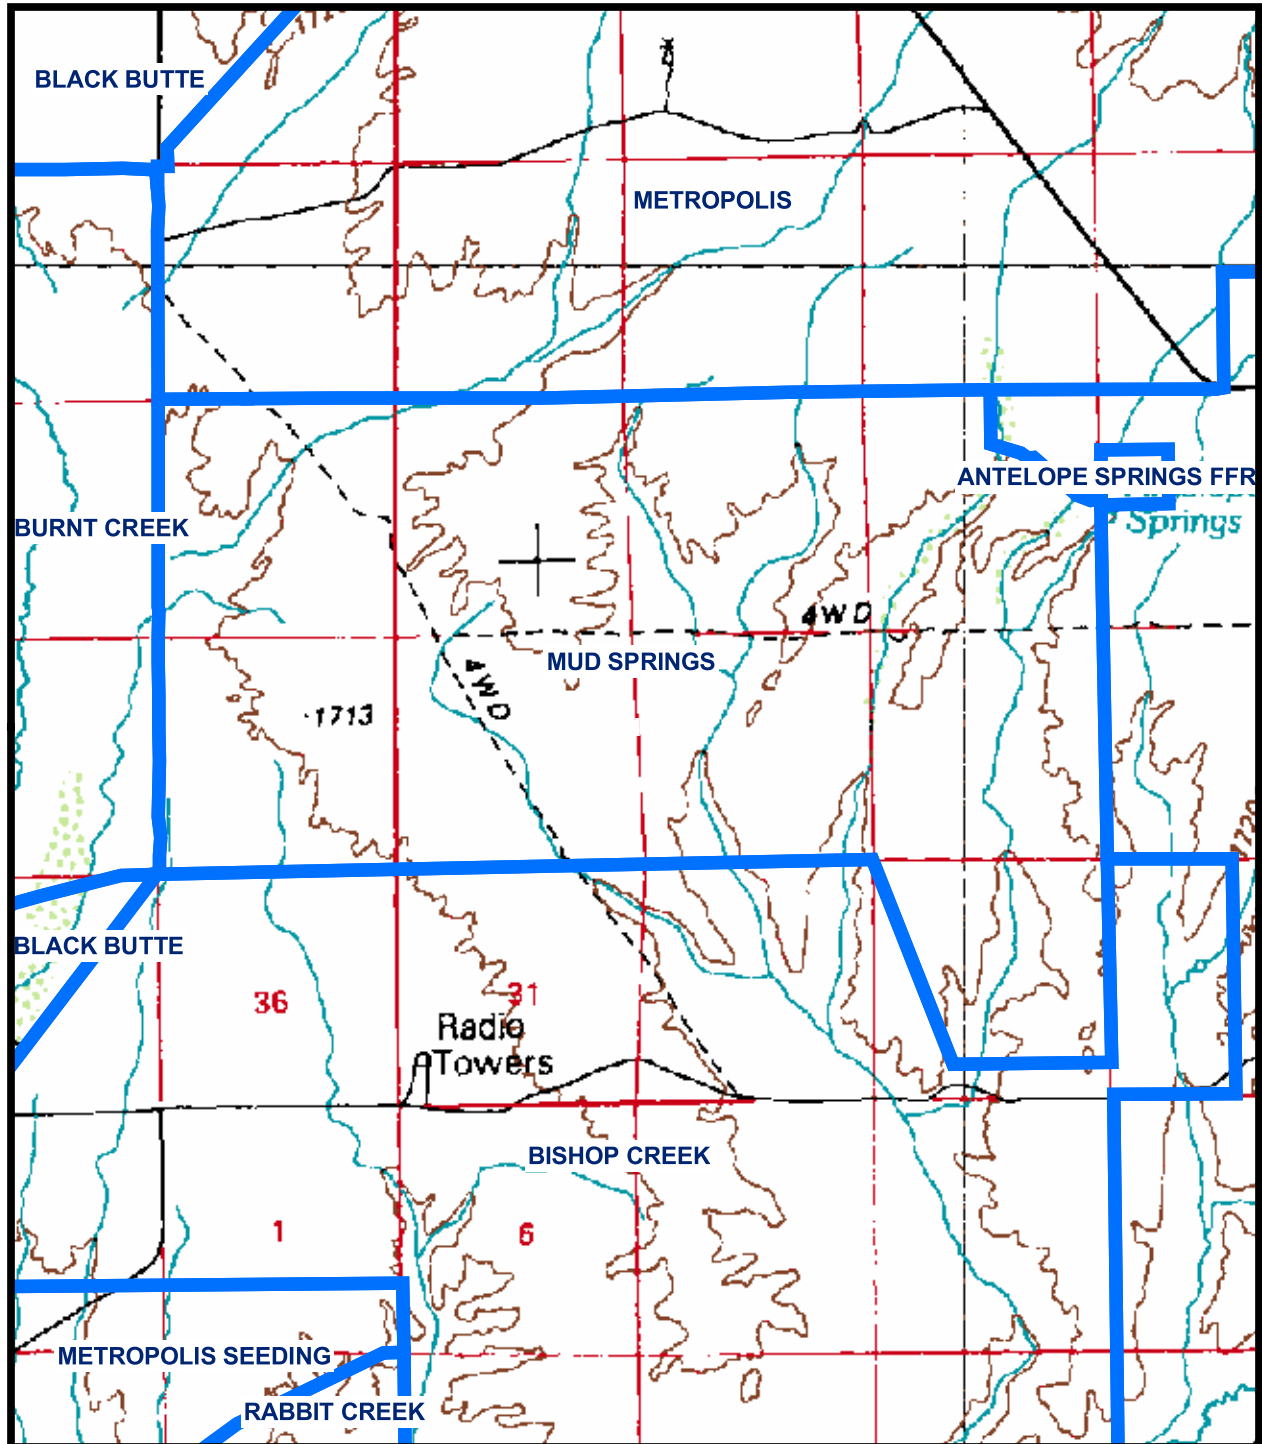 BLACK BUTTE
METROPOLIS
ANTELOPE SPRINGS FFR
Springs
BURNT CREEK
4WD
MUD SPRINGS
4WD
1713
BLACK BUTTE
36
31
Radio
Towers
BISHOP CREEK
1
6
METROPOLIS SEEDING
RABBIT CREEK